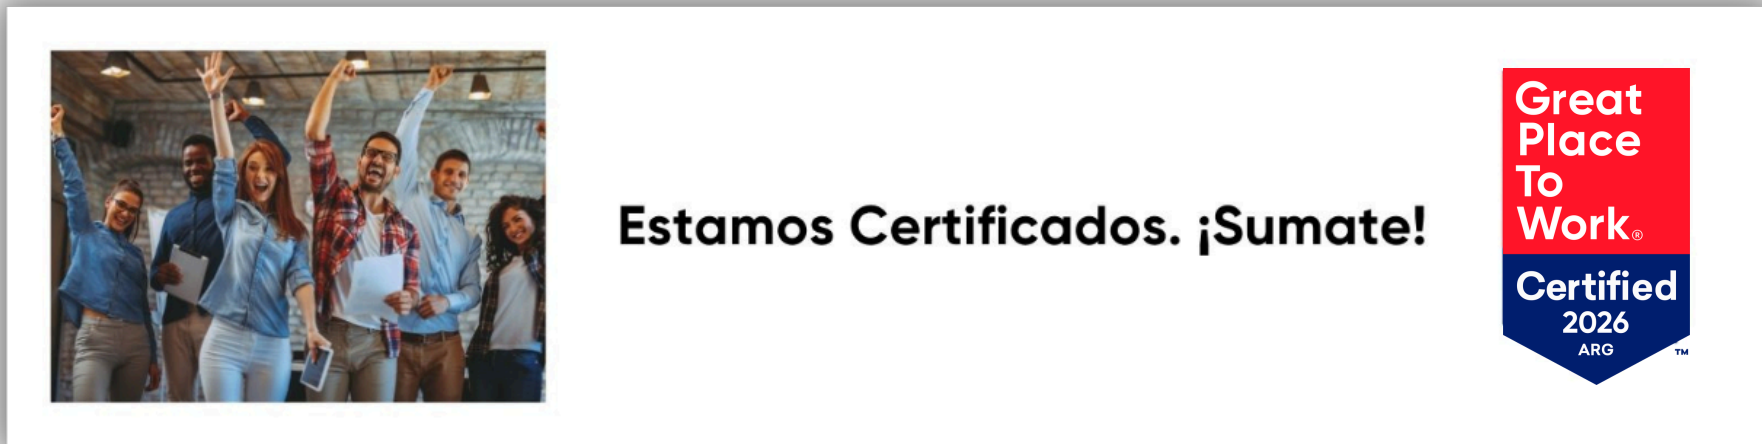 Estamos Certificados. ¡Sumate!
Great
Place
To
Work®
Certified
2026
ARG
™